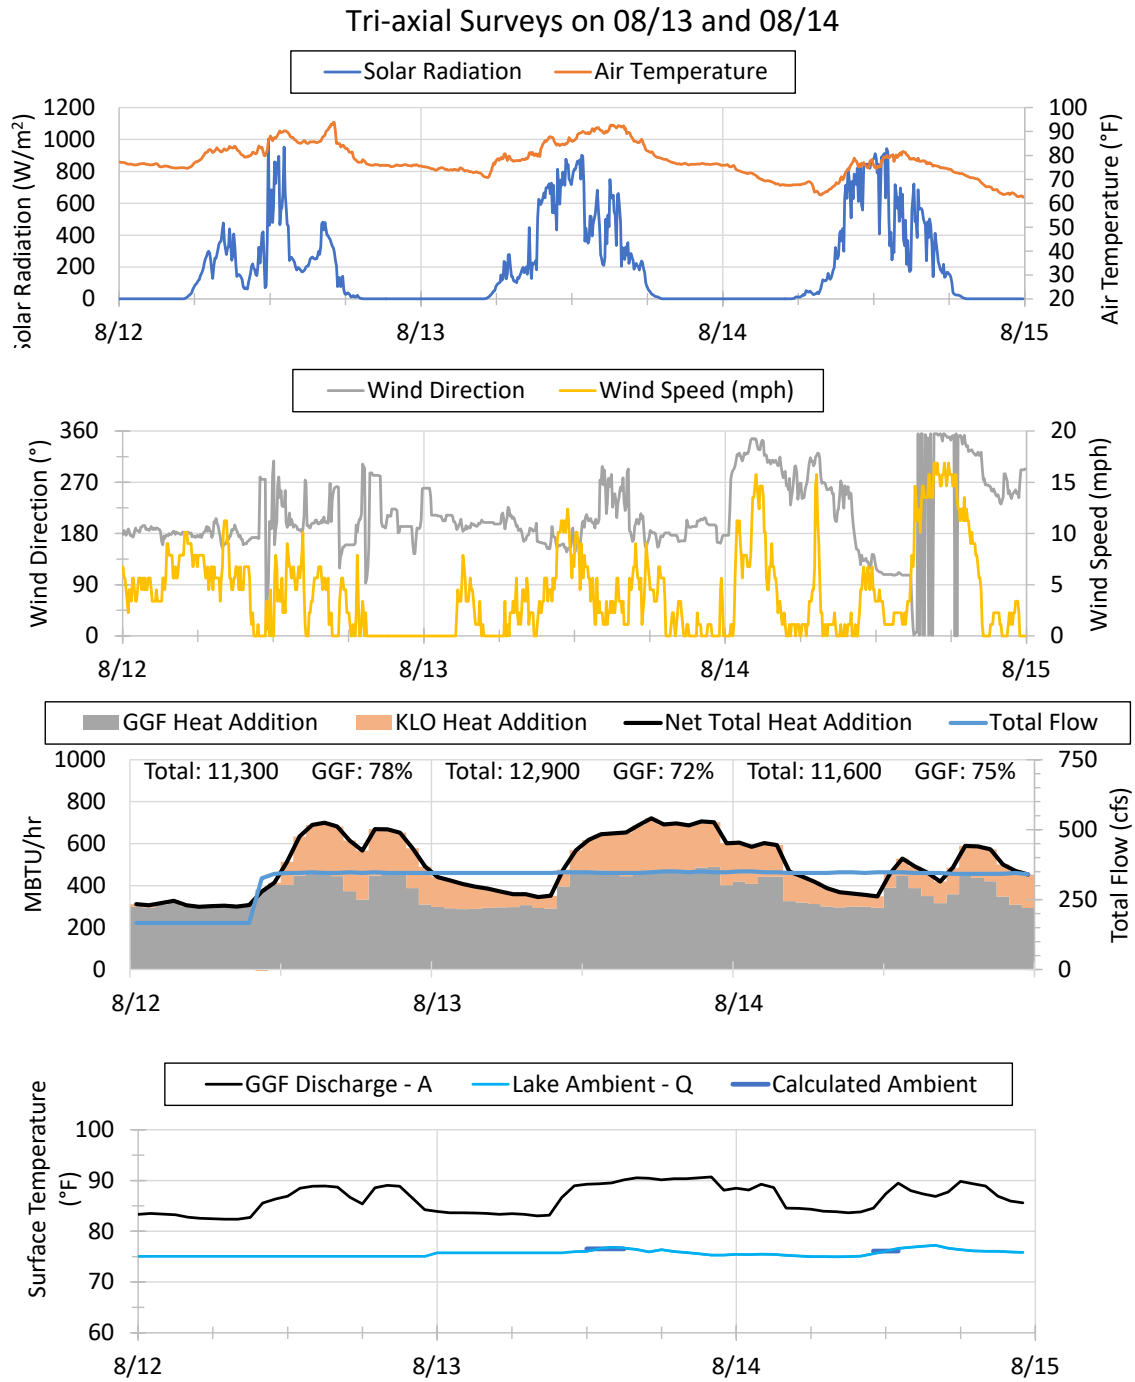 Tri-axial Surveys on 08/13 and 08/14
Solar Radiation Air Temperature
Solar Radiation (W/m²)
1200
1000
800
600
400
200
0
100
90
80
70
60
50
40
30
20
Air Temperature (°F)
8/12 8/13 8/14 8/15
Wind Direction Wind Speed (mph)
Wind Direction (°)
360
270
180
90
0
20
15
10
5
0
Wind Speed (mph)
8/12 8/13 8/14 8/15
GGF Heat Addition KLO Heat Addition Net Total Heat Addition Total Flow
MBTU/hr
1000
800
600
400
200
0
Total: 11,300 GGF: 78% Total: 12,900 GGF: 72% Total: 11,600 GGF: 75%
750
500
250
0
Total Flow (cfs)
8/12 8/13 8/14
GGF Discharge - A Lake Ambient - Q Calculated Ambient
Surface Temperature
(°F)
100
90
80
70
60
8/12 8/13 8/14 8/15